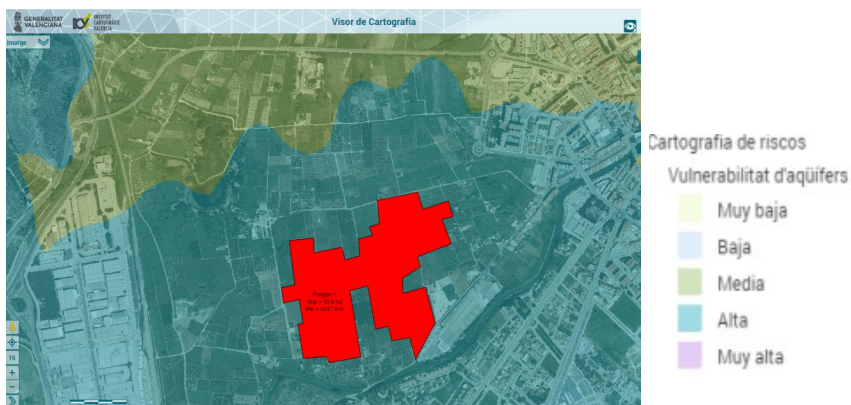 GENERALITAT
VALENCIANA
INSTITUT
CARTOGRÀFIC
VALENCIÀ
Visor de Cartografia
Imatge
16
Cartografia de riscos
Vulnerabilitat d'aqüífers
Muy baja
Baja
Media
Alta
Muy alta